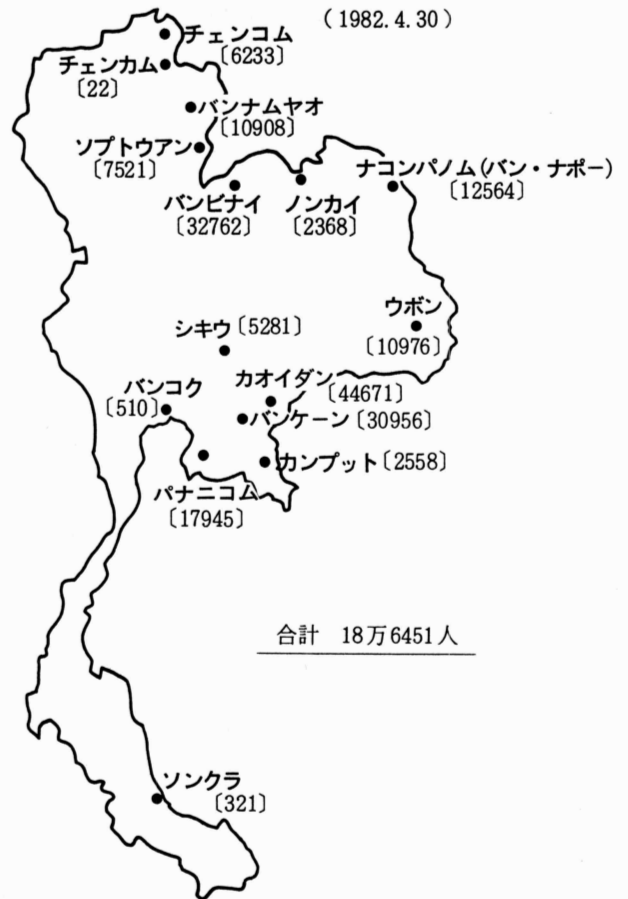 (1982.4.30)
チェンコム
〔6233〕
チェンカム
〔22〕
バンナムヤオ
〔10908〕
ソプトウアン
〔7521〕
ナコンパノム(バン・ナポー)
〔12564〕
バンビナイ
〔32762〕
ノンカイ
〔2368〕
ウボン
〔10976〕
シキウ〔5281〕
カオイダン
〔44671〕
バンコク
〔510〕
バンケーン〔30956〕
カンプット〔2558〕
パナニコム
〔17945〕
合計 18万6451人
ソンクラ
〔321〕